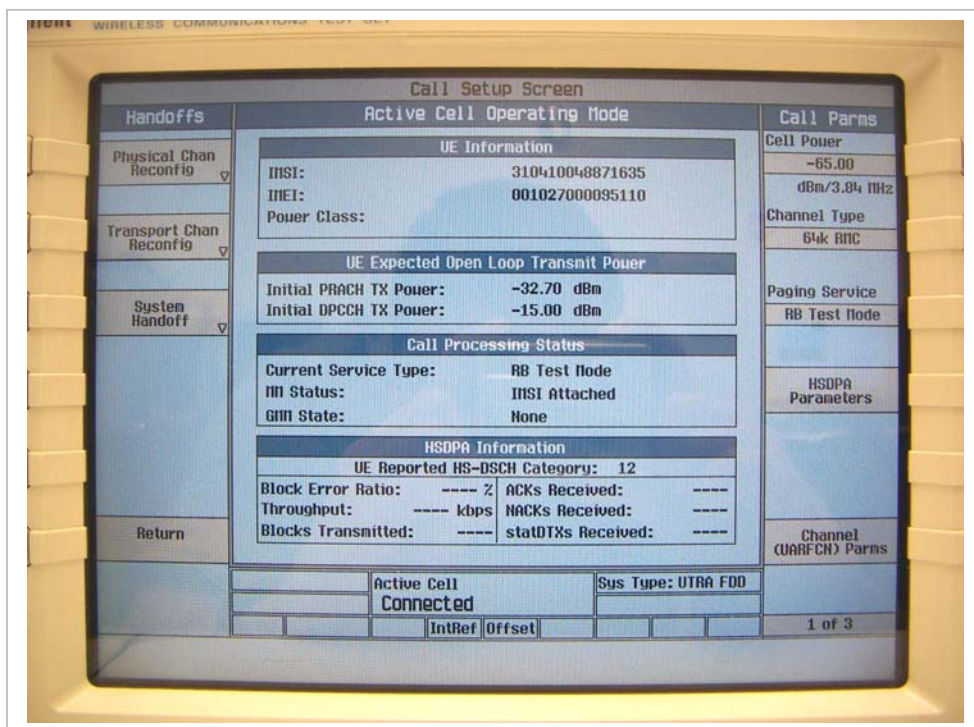 WIRELESS COMMUNICATIONS TEST SET
Call Setup Screen
Handoffs
Active Cell Operating Mode
Call Parms
Physical Chan
Reconfig
Transport Chan
Reconfig
System
Handoff
Return
UE Information
IMSI: 310410048871635
IMEI: 001027000095110
Power Class:
UE Expected Open Loop Transmit Power
Initial PRACH TX Power: -32.70 dBm
Initial DPCCH TX Power: -15.00 dBm
Call Processing Status
Current Service Type: RB Test Mode
MM Status: IMSI Attached
GMM State: None
HSDPA Information
UE Reported HS-DSCH Category: 12
Block Error Ratio: ---- % ACKs Received: ----
Throughput: ---- kbps NACKs Received: ----
Blocks Transmitted: ---- statDTXs Received: ----
Cell Power
-65.00
dBm/3.84 MHz
Channel Type
64k RMC
Paging Service
RB Test Mode
HSDPA
Parameters
Channel
(UARFCN) Parms
Active Cell
Connected
Sys Type: UTRA FDD
IntRef Offset
1 of 3